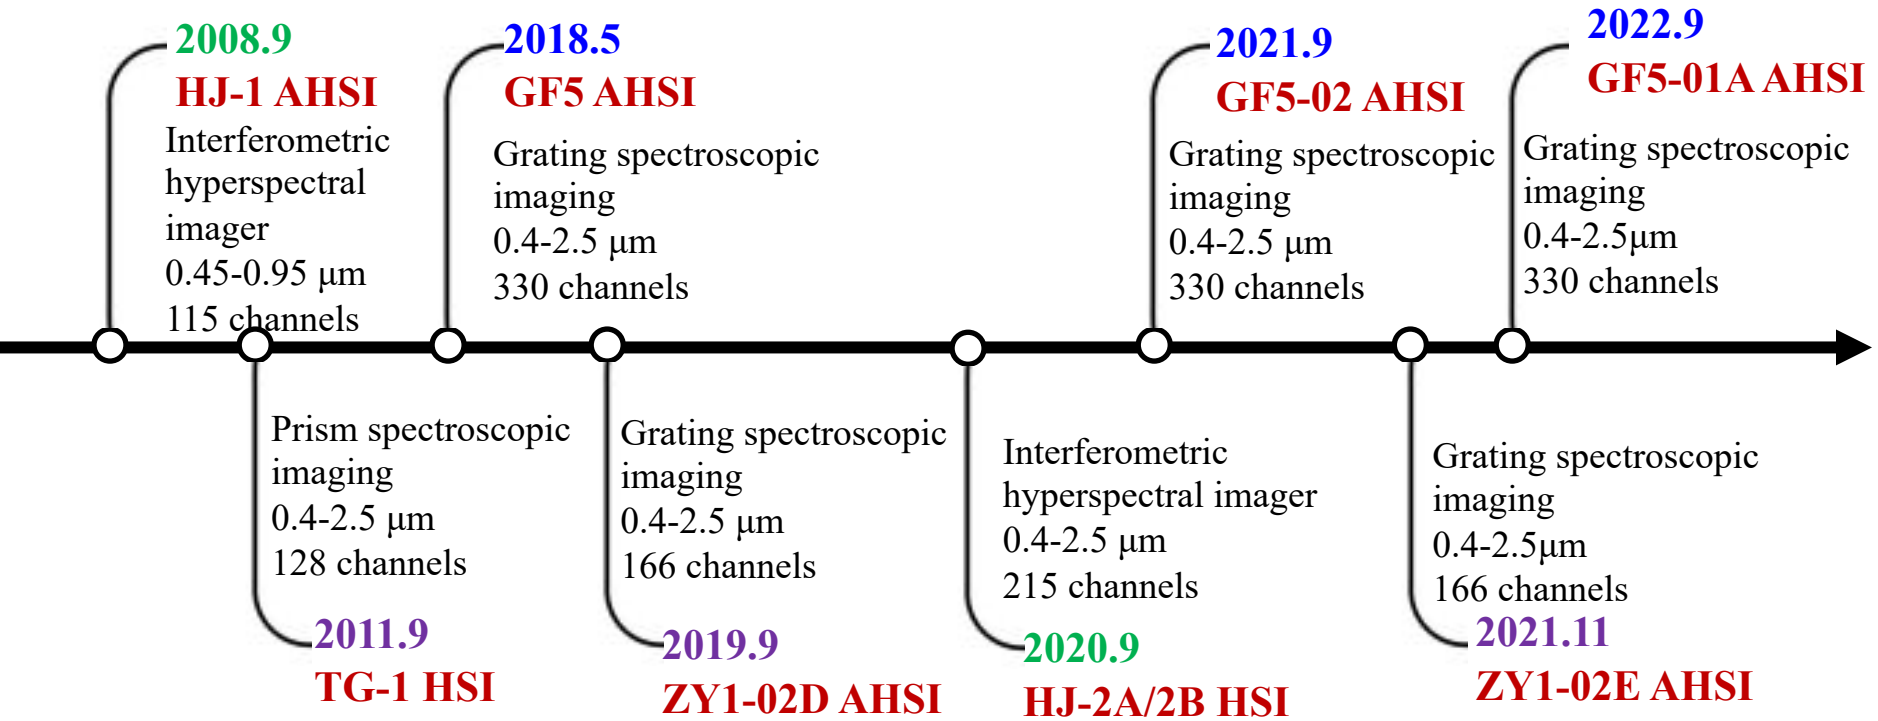 2008.9
HJ-1 AHSI
Interferometric
hyperspectral
imager
0.45-0.95 μm
115 channels
2018.5
GF5 AHSI
Grating spectroscopic
imaging
0.4-2.5 μm
330 channels
2021.9
GF5-02 AHSI
Grating spectroscopic
imaging
0.4-2.5 μm
330 channels
2022.9
GF5-01A AHSI
Grating spectroscopic
imaging
0.4-2.5μm
330 channels
Prism spectroscopic
imaging
0.4-2.5 μm
128 channels
2011.9
TG-1 HSI
Grating spectroscopic
imaging
0.4-2.5 μm
166 channels
2019.9
ZY1-02D AHSI
Interferometric
hyperspectral imager
0.4-2.5 μm
215 channels
2020.9
HJ-2A/2B HSI
Grating spectroscopic
imaging
0.4-2.5μm
166 channels
2021.11
ZY1-02E AHSI